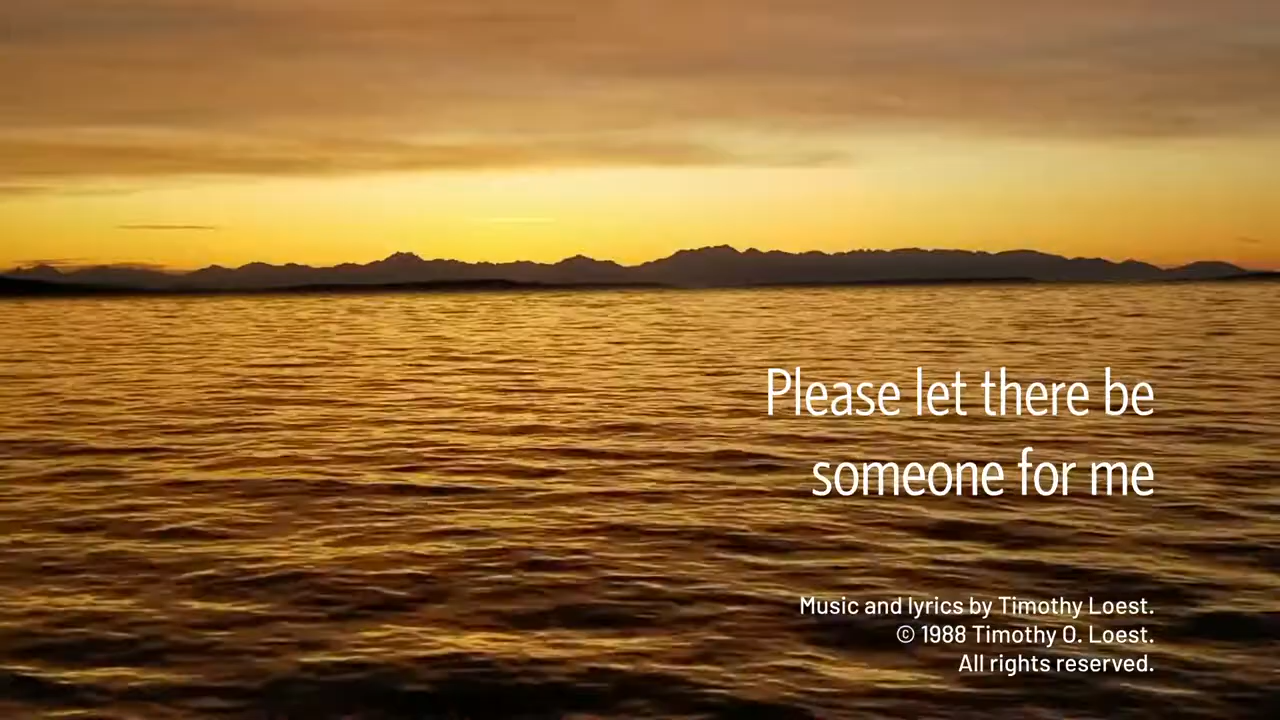 Please let there be
someone for me
Music and lyrics by Timothy Loest.
© 1988 Timothy O. Loest.
All rights reserved.